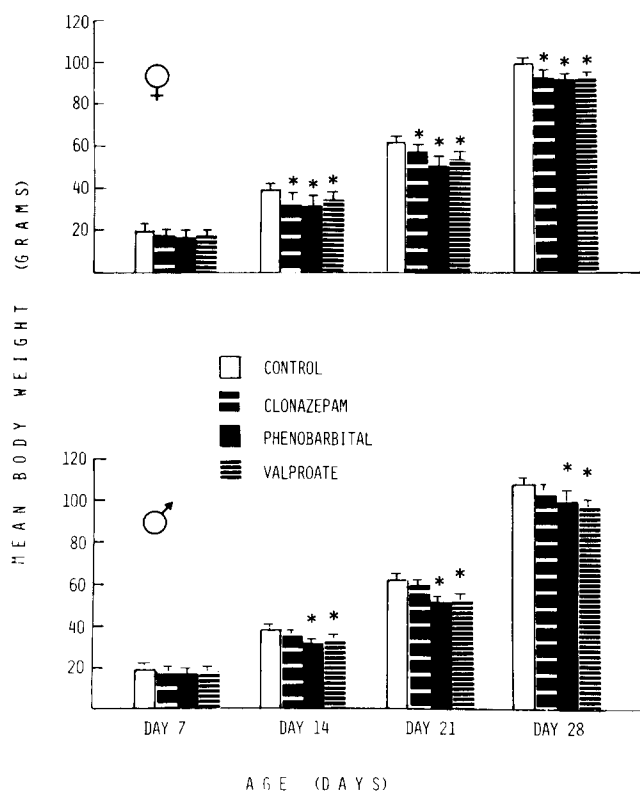 120
100
80
60
40
20
* * *
* * *
* * *
MEAN BODY WEIGHT (GRAMS)
CONTROL
CLONAZEPAM
PHENOBARBITAL
VALPROATE
120
100
80
60
40
20
* *
* *
* *
DAY 7 DAY 14 DAY 21 DAY 28
AGE (DAYS)